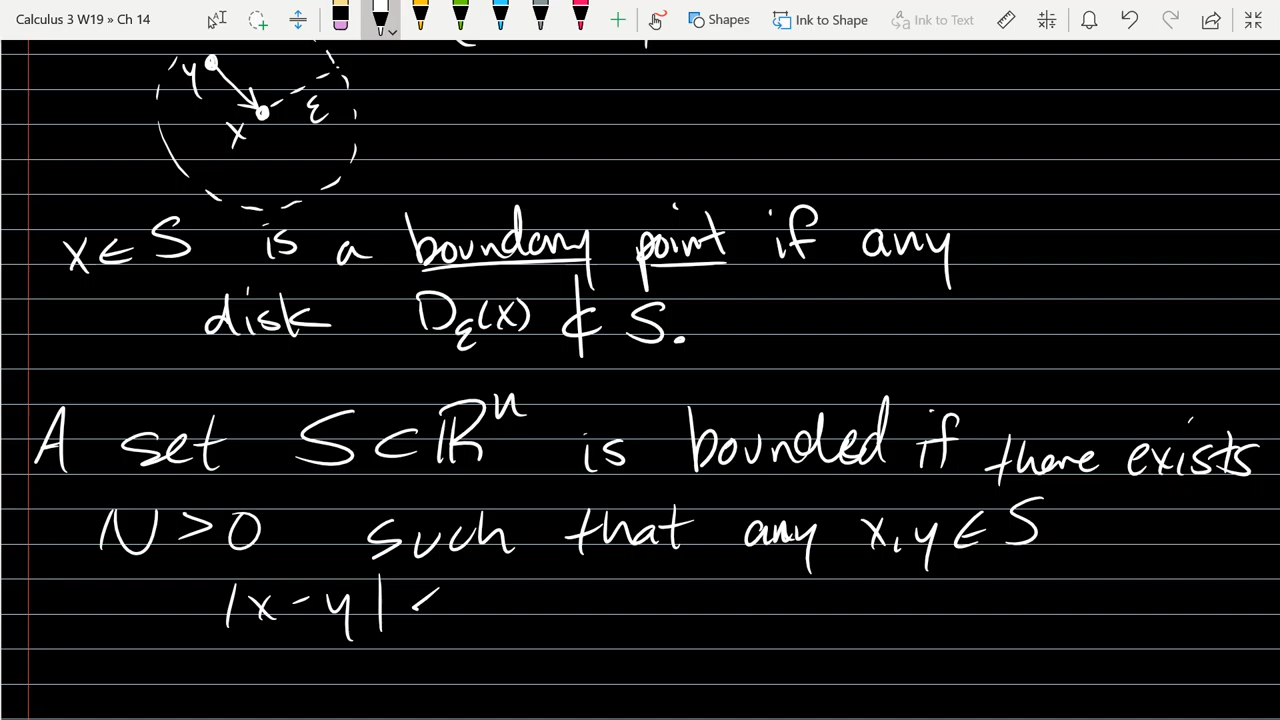 Calculus 3 W19 » Ch 14
Shapes
Ink to Shape
Ink to Text
y
x
ε
x ∈ S is a boundary point if any
disk D_ε(x) ⊄ S.
A set S ⊂ ℝⁿ is bounded if there exists
N > 0 such that any x, y ∈ S
|x - y| <